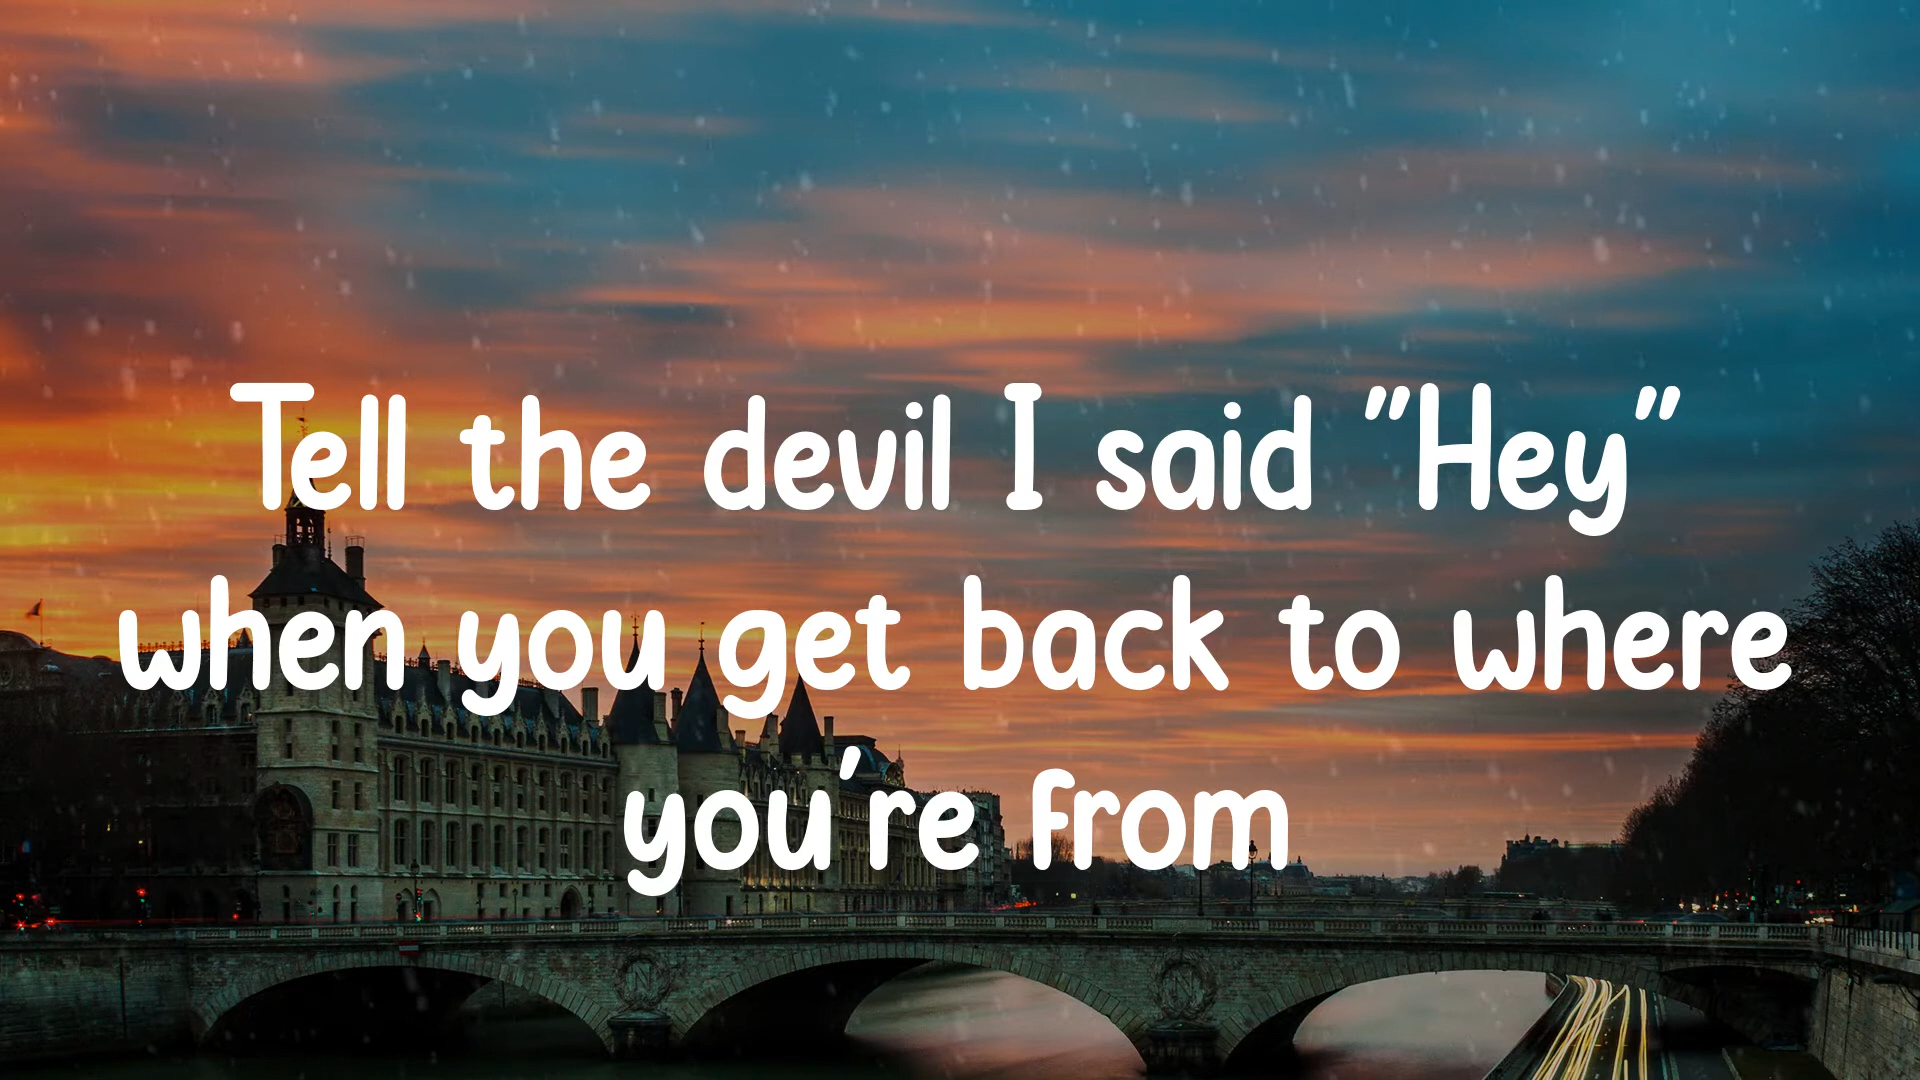 Tell the devil I said "Hey"
when you get back to where
you're from
N
N